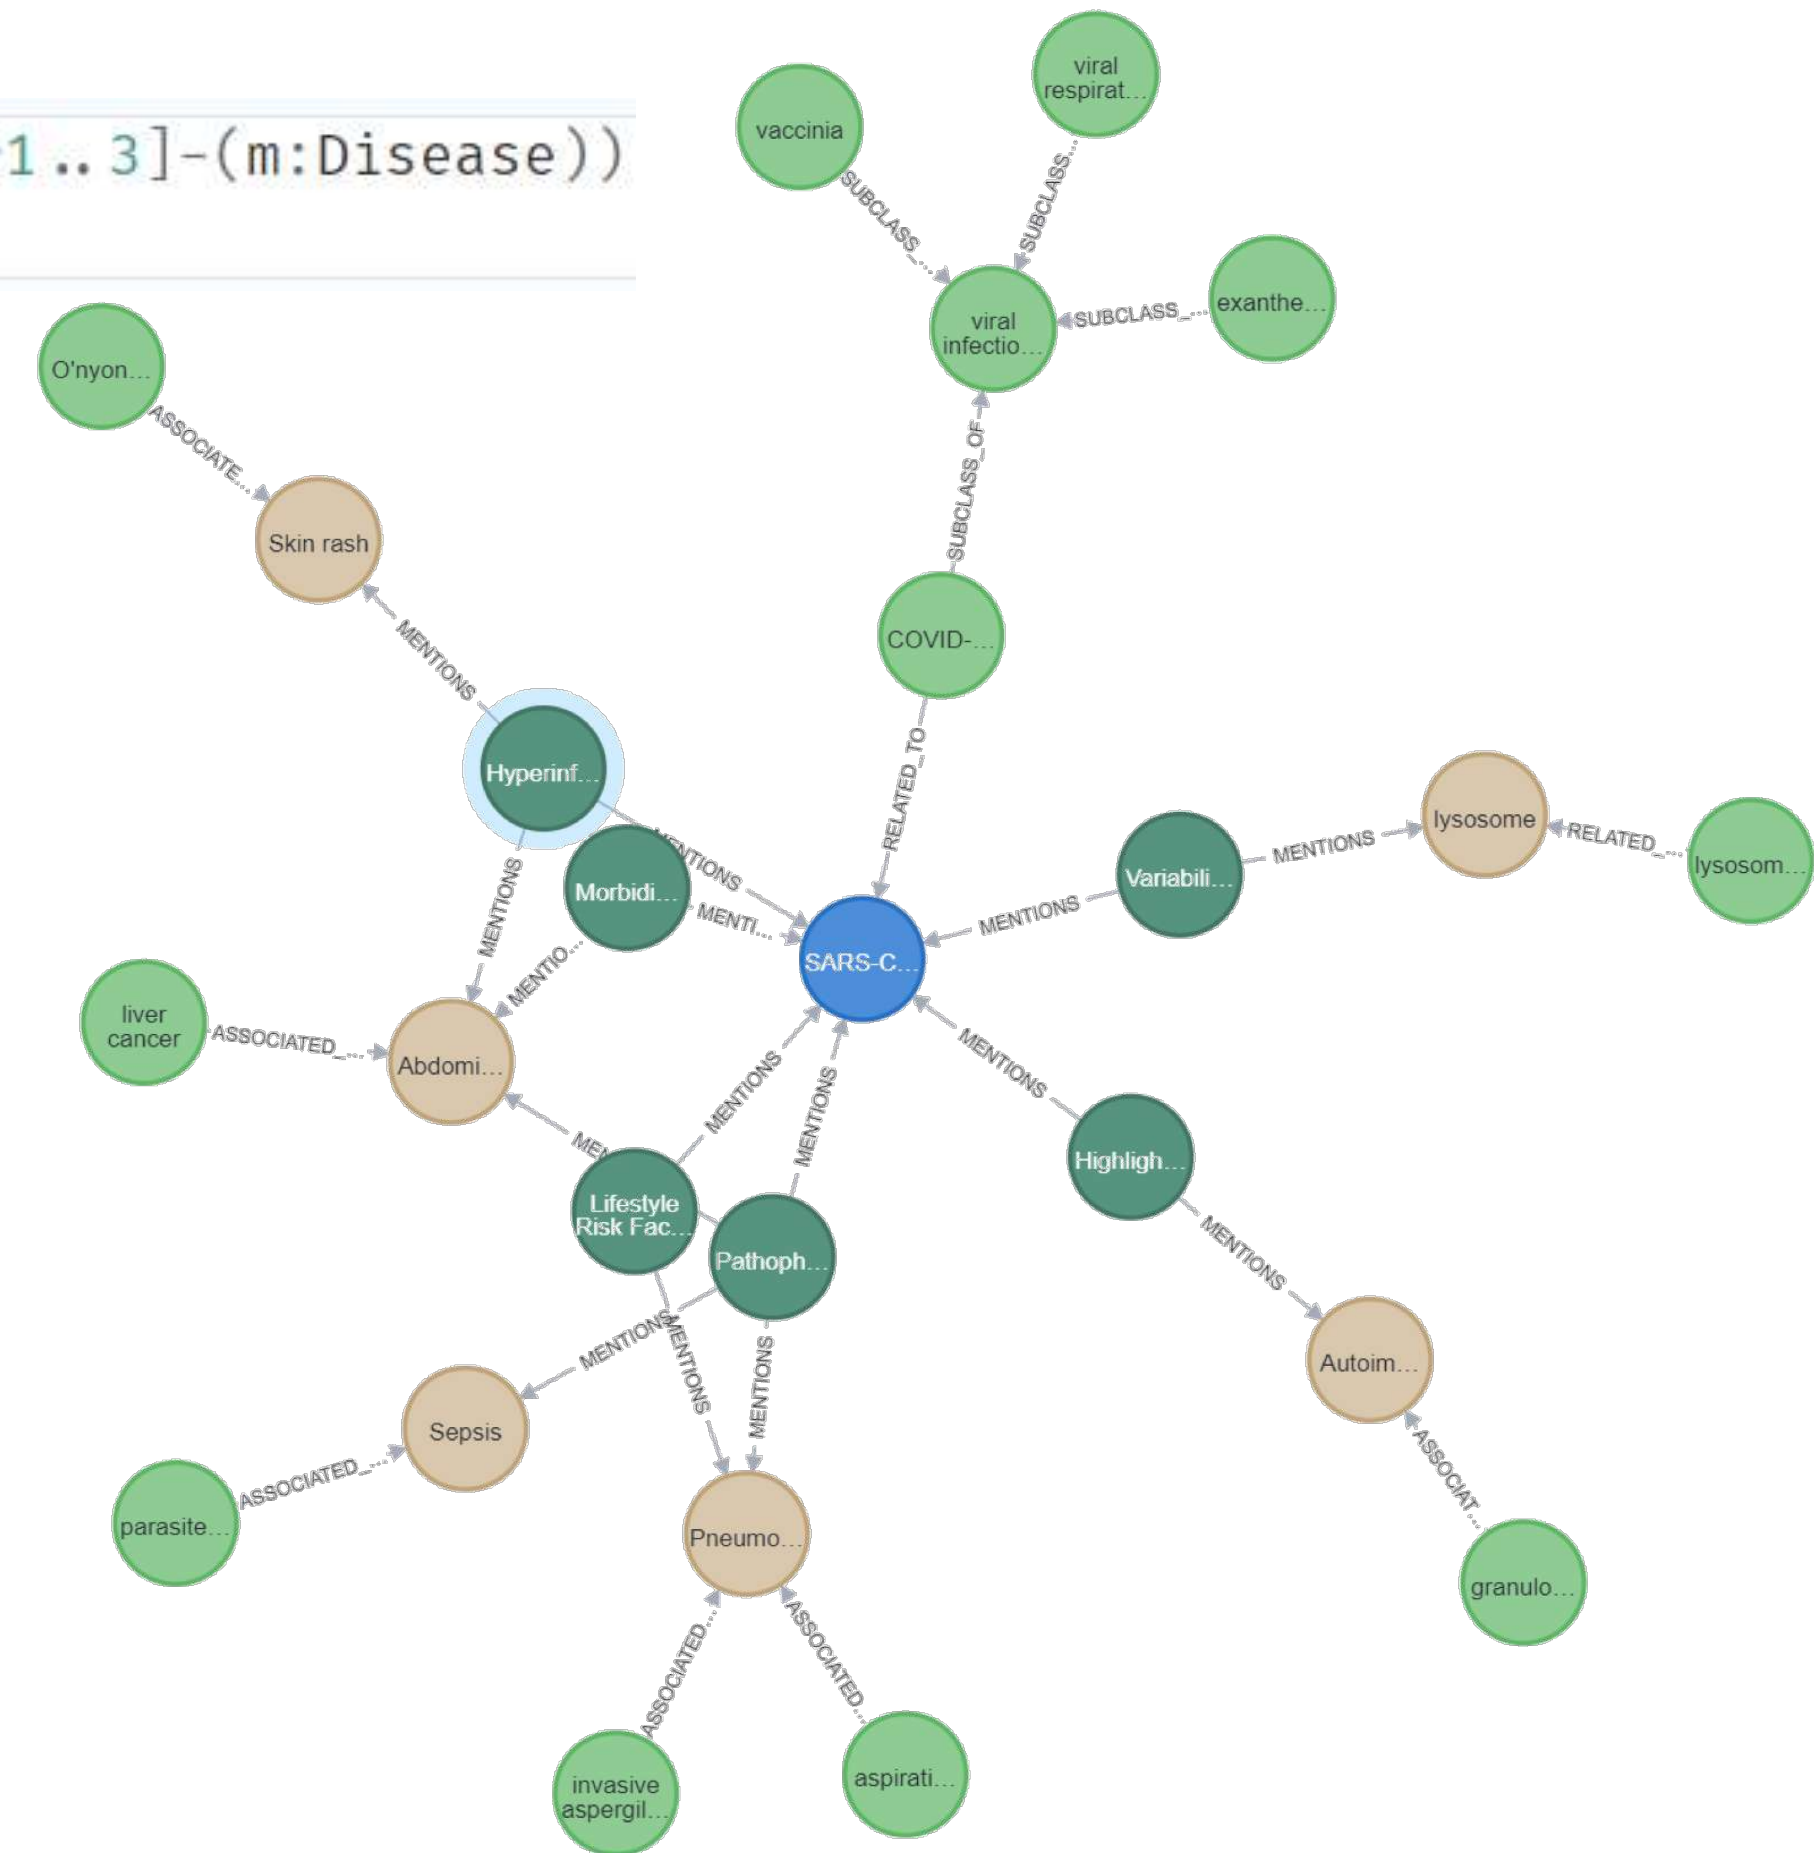 1..3]-(m:Disease))
viral
respirat...
vaccinia
SUBCLASS_...
SUBCLASS...
exanthe...
SUBCLASS_...
viral
infectio...
O'nyon...
ASSOCIATE...
SUBCLASS_OF
Skin rash
COVID-...
MENTIONS
RELATED_TO
Hyperinf...
MENTIONS
lysosome
RELATED_...
lysosom...
MENTIONS
Variabili...
MENTIONS
Morbidi...
MENTI...
MENTIONS
MENTIO...
SARS-C...
liver
cancer
ASSOCIATED_...
Abdomi...
MENTIONS
MENTIONS
MENTIONS
Highligh...
MEN
Lifestyle
Risk Fac...
Pathoph...
MENTIONS
MENTIONS
MENTIONS
MENTIONS
Autoim...
Sepsis
ASSOCIATED_...
parasite...
Pneumo...
ASSOCIAT...
granulo...
ASSOCIATED...
ASSOCIATED...
invasive
aspergil...
aspirati...